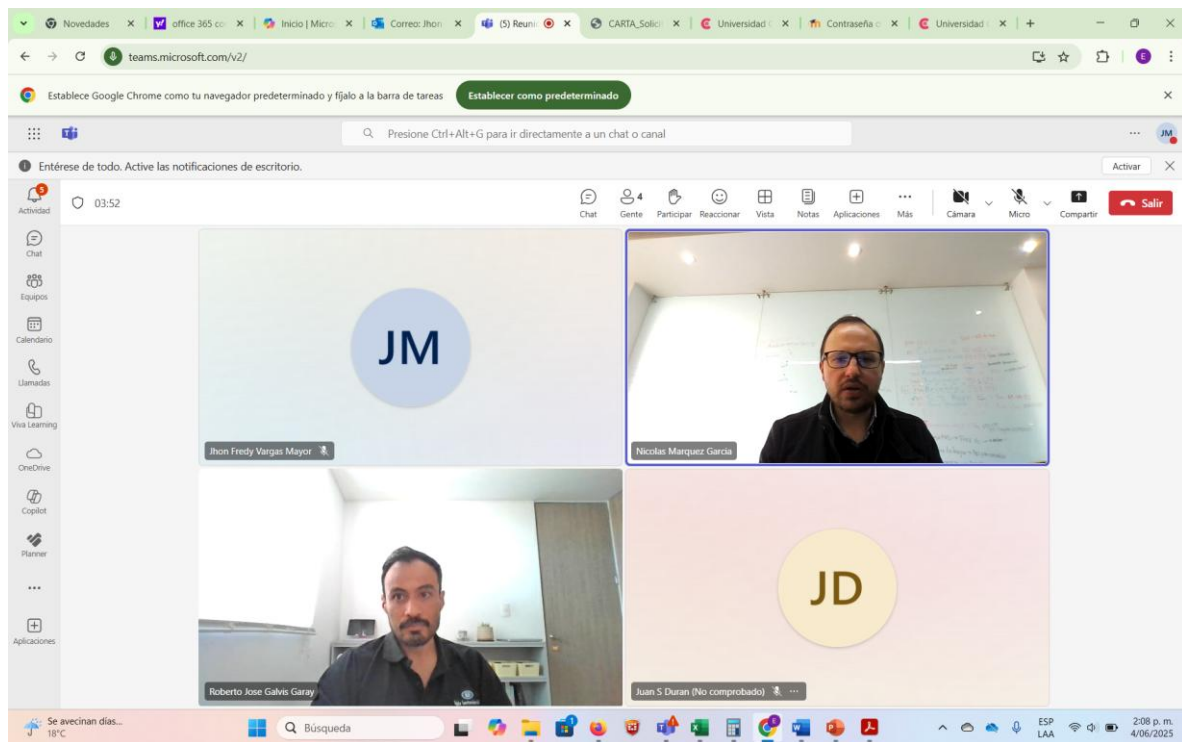 Novedades
office 365 co
Inicio | Micro
Correo: Jhon
(5) Reuni
CARTA_Solici
Universidad
Contraseña o
Universidad
teams.microsoft.com/v2/
E
Establece Google Chrome como tu navegador predeterminado y fíjalo a la barra de tareas
Establecer como predeterminado
Presione Ctrl+Alt+G para ir directamente a un chat o canal
JM
Entérese de todo. Active las notificaciones de escritorio.
Activar
5
Actividad
03:52
Chat
4
Gente
Participar
Reaccionar
Vista
Notas
Aplicaciones
Más
Cámara
Micro
Compartir
Salir
Chat
Equipos
Calendario
Llamadas
Viva Learning
OneDrive
Copilot
Planner
Aplicaciones
JM
Jhon Fredy Vargas Mayor
Nicolas Marquez Garcia
Roberto Jose Galvis Garay
JD
Juan S Duran (No comprobado)
Se avecinan días...
18°C
Búsqueda
ESP
LAA
2:08 p. m.
4/06/2025